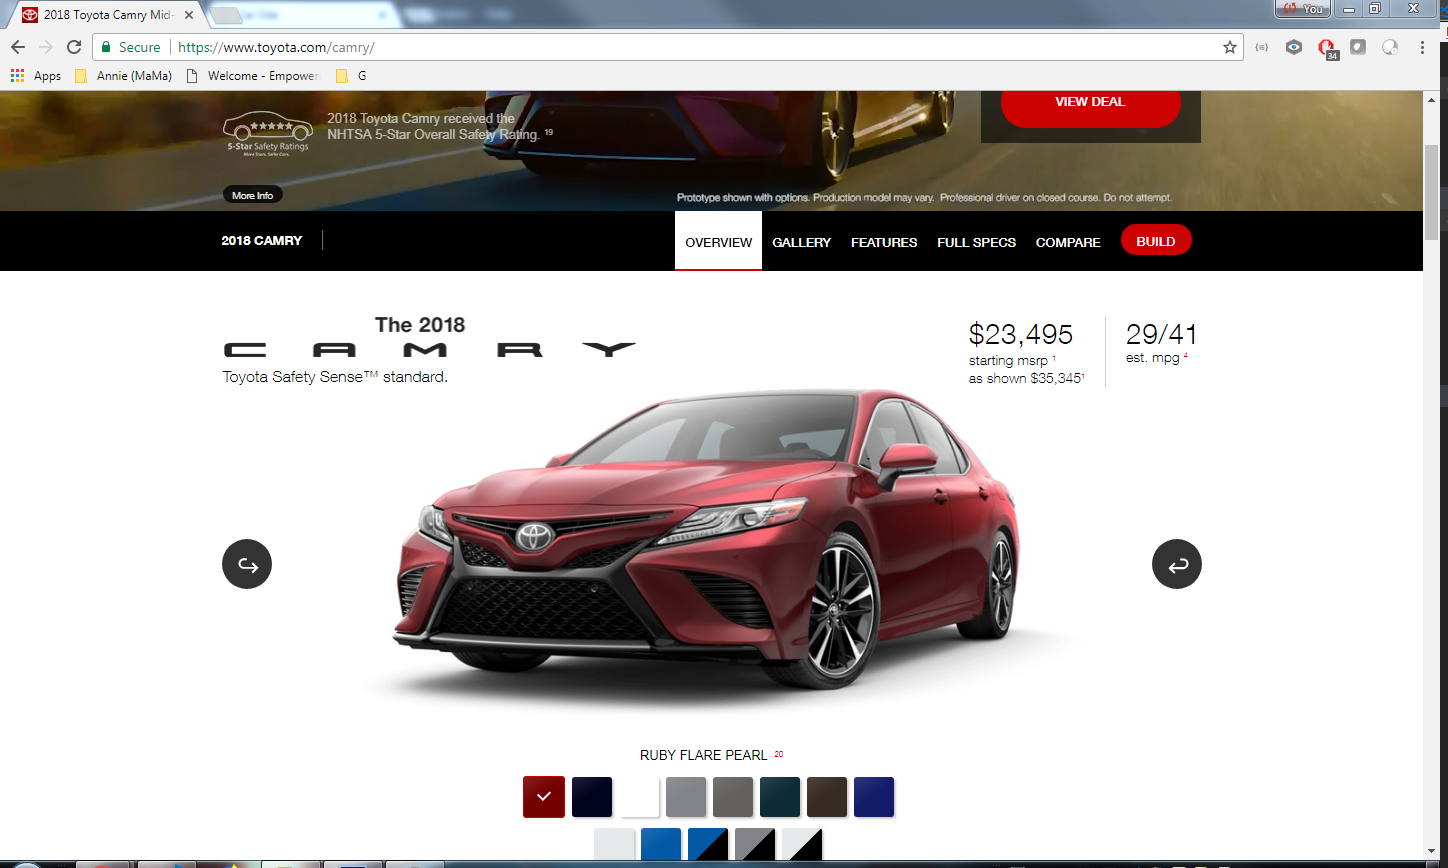 2018 Toyota Camry Mid-
You
Secure
https://www.toyota.com/camry/
34
Apps
Annie (MaMa)
Welcome - Empower
G
VIEW DEAL
2018 Toyota Camry received the
NHTSA 5-Star Overall Safety Rating. 19
5-Star Safety Ratings
More Stars. Safer Cars.
More Info
Prototype shown with options. Production model may vary. Professional driver on closed course. Do not attempt.
2018 CAMRY
OVERVIEW
GALLERY
FEATURES
FULL SPECS
COMPARE
BUILD
The 2018
CAMRY
Toyota Safety Sense™ standard.
$23,495
starting msrp 1
as shown $35,345 1
29/41
est. mpg 4
RUBY FLARE PEARL 20